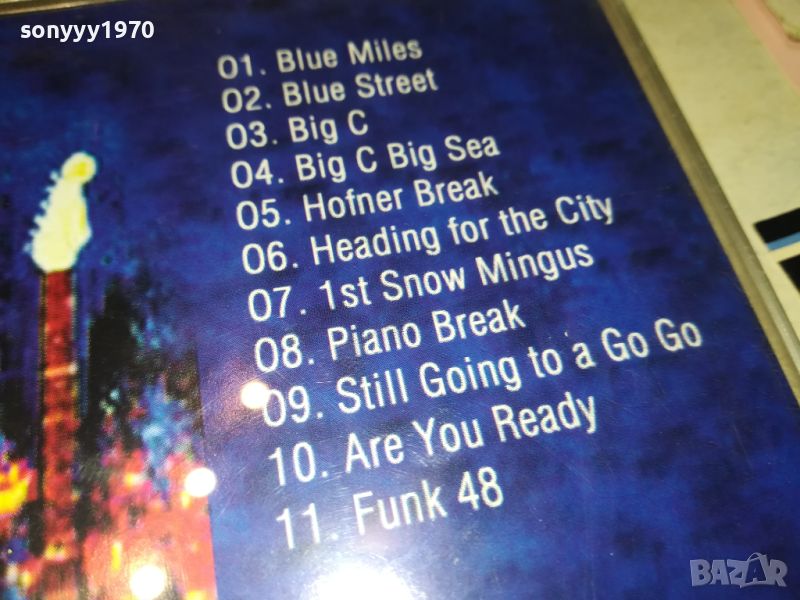 sonyyy1970
01. Blue Miles
02. Blue Street
03. Big C
04. Big C Big Sea
05. Hofner Break
06. Heading for the City
07. 1st Snow Mingus
08. Piano Break
09. Still Going to a Go Go
10. Are You Ready
11. Funk 48
BAZAR